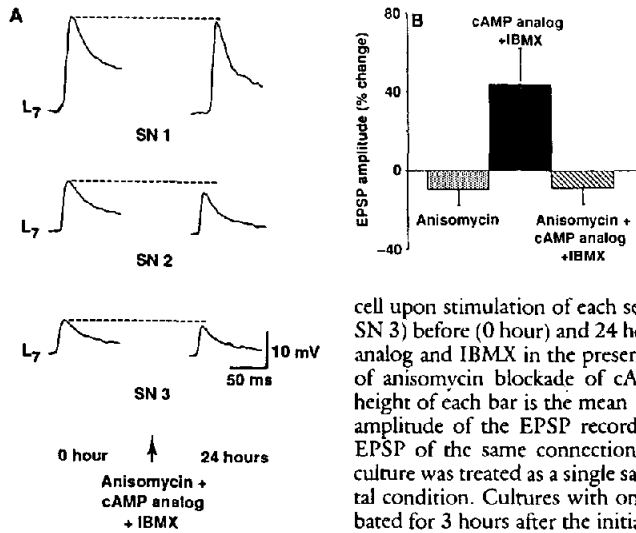 A
L7
SN 1
L7
SN 2
L7
SN 3
10 mV
50 ms
0 hour
24 hours
Anisomycin +
cAMP analog
+ IBMX
B
cAMP analog
+IBMX
EPSP amplitude (% change)
80
40
0
−40
Anisomycin
Anisomycin +
cAMP analog
+IBMX
cell upon stimulation of each se
SN 3) before (0 hour) and 24 ho
analog and IBMX in the presen
of anisomycin blockade of cA
height of each bar is the mean
amplitude of the EPSP record
EPSP of the same connection
culture was treated as a single sa
tal condition. Cultures with on
bated for 3 hours after the initia